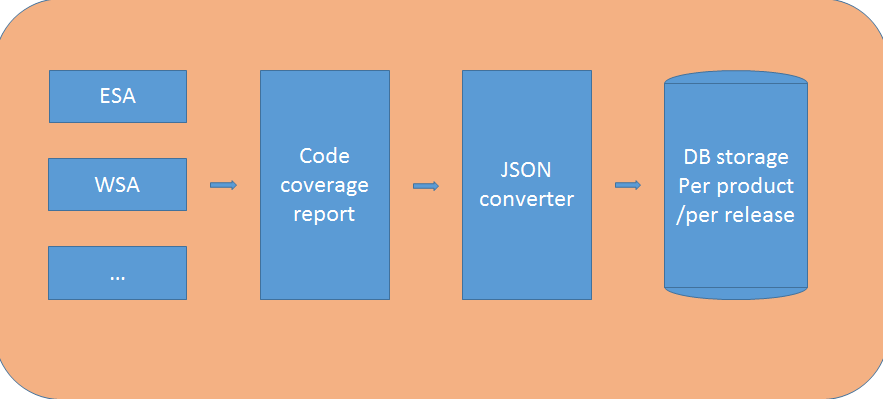 ESA
WSA
...
Code
coverage
report
JSON
converter
DB storage
Per product
/per release